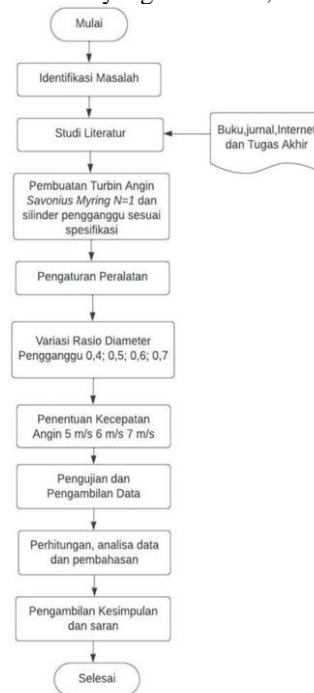 Mulai
Identifikasi Masalah
Studi Literatur
Buku,jurnal,Internet
dan Tugas Akhir
Pembuatan Turbin Angin
Savonius Myring N=1 dan
silinder pengganggu sesuai
spesifikasi
Pengaturan Peralatan
Variasi Rasio Diameter
Pengganggu 0,4; 0,5; 0,6; 0,7
Penentuan Kecepatan
Angin 5 m/s 6 m/s 7 m/s
Pengujian dan
Pengambilan Data
Perhitungan, analisa data
dan pembahasan
Pengambilan Kesimpulan
dan saran
Selesai